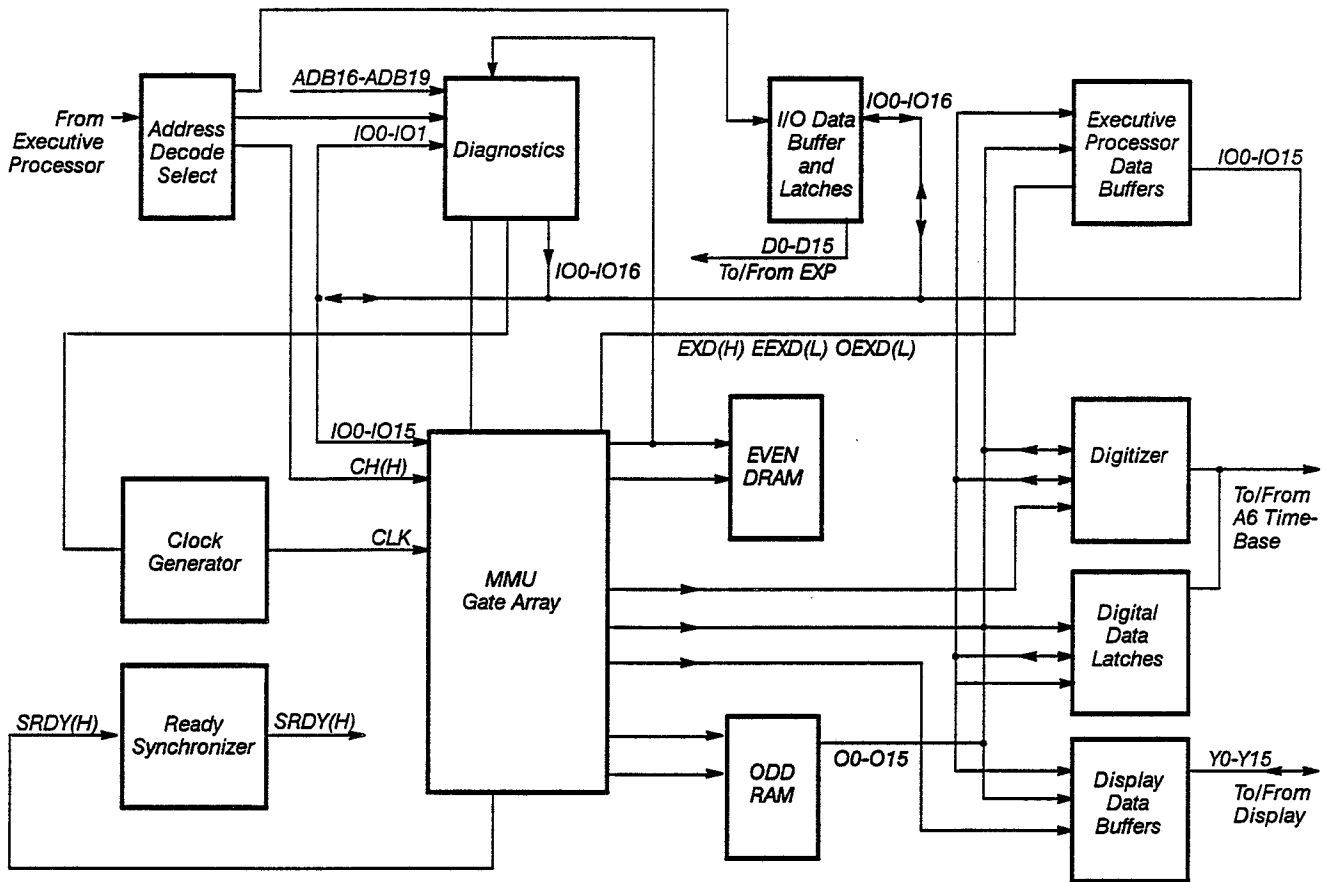 ADB16-ADB19
From
Executive
Processor
Address
Decode
Select
IO0-IO1
Diagnostics
I/O Data
Buffer
and
Latches
IO0-IO16
Executive
Processor
Data
Buffers
IO0-IO15
D0-D15
To/From EXP
IO0-IO16
EXD(H) EEXD(L) OEXD(L)
IO0-IO15
CH(H)
CLK
Clock
Generator
MMU
Gate Array
EVEN
DRAM
Digitizer
To/From
A6 Time-
Base
Digital
Data
Latches
SRDY(H)
Ready
Synchronizer
SRDY(H)
ODD
RAM
O0-O15
Display
Data
Buffers
Y0-Y15
To/From
Display